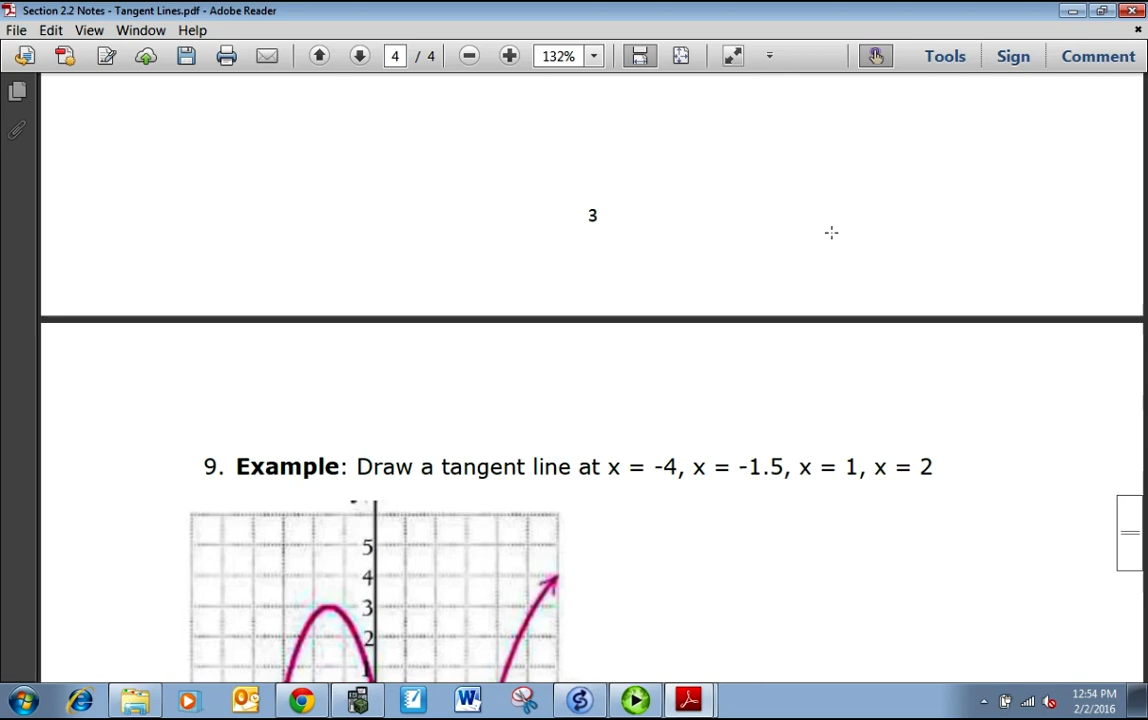 Section 2.2 Notes - Tangent Lines.pdf - Adobe Reader
File Edit View Window Help
4 / 4 132% Tools Sign Comment
3
9. Example: Draw a tangent line at x = -4, x = -1.5, x = 1, x = 2
5
4
3
2
1
12:54 PM
2/2/2016